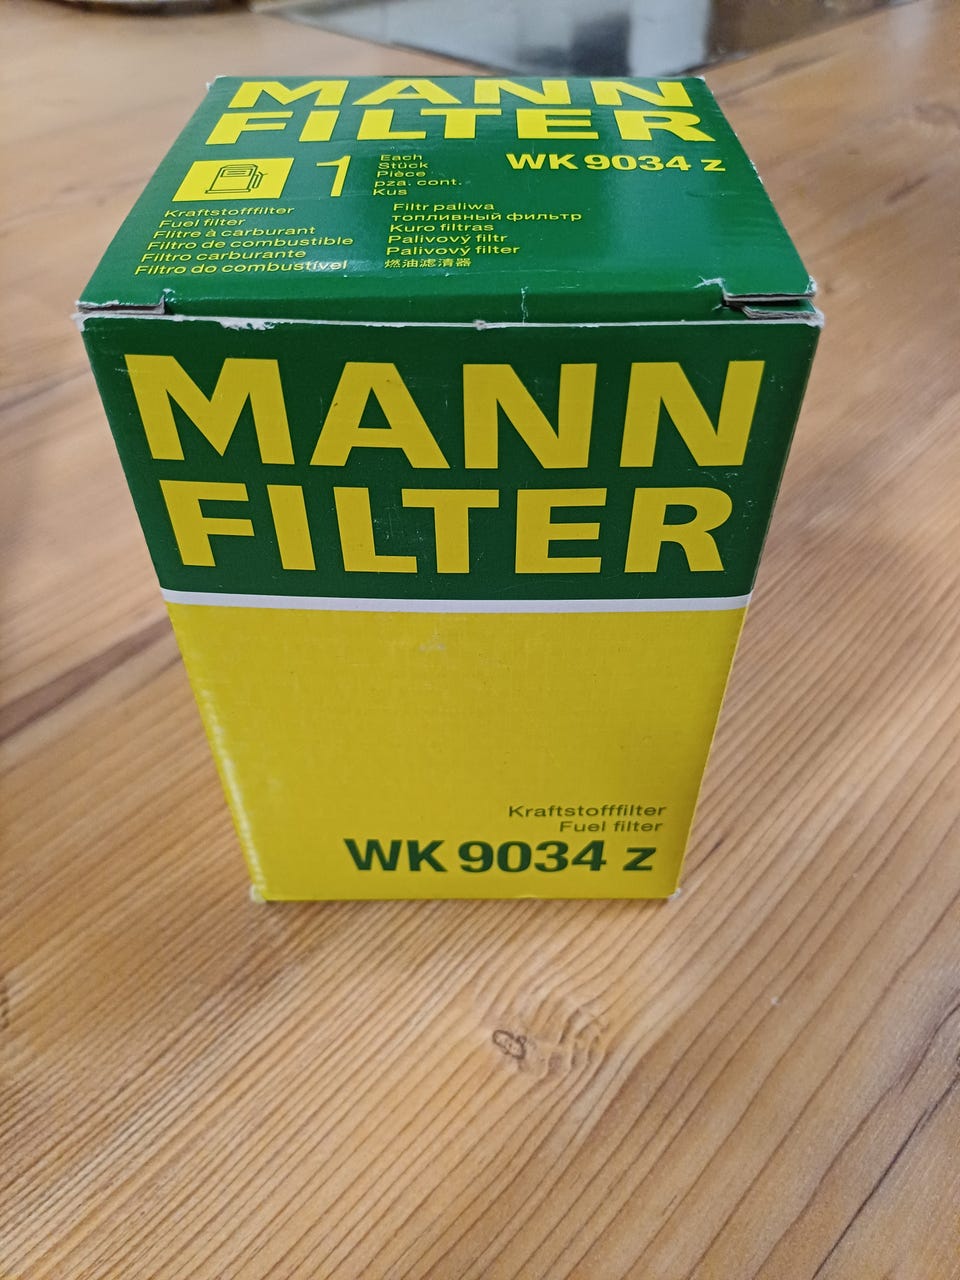 MANN
FILTER
WK 9034 z
1
Each
Stück
Pièce
pza. cont.
Kus
Kraftstofffilter
Fuel filter
Filtre à carburant
Filtro de combustible
Filtro carburante
Filtro do combustível
Filtr paliwa
топливный фильтр
Kuro filtras
Palivový filtr
Palivový filter
燃油滤清器
MANN
FILTER
Kraftstofffilter
Fuel filter
WK 9034 z